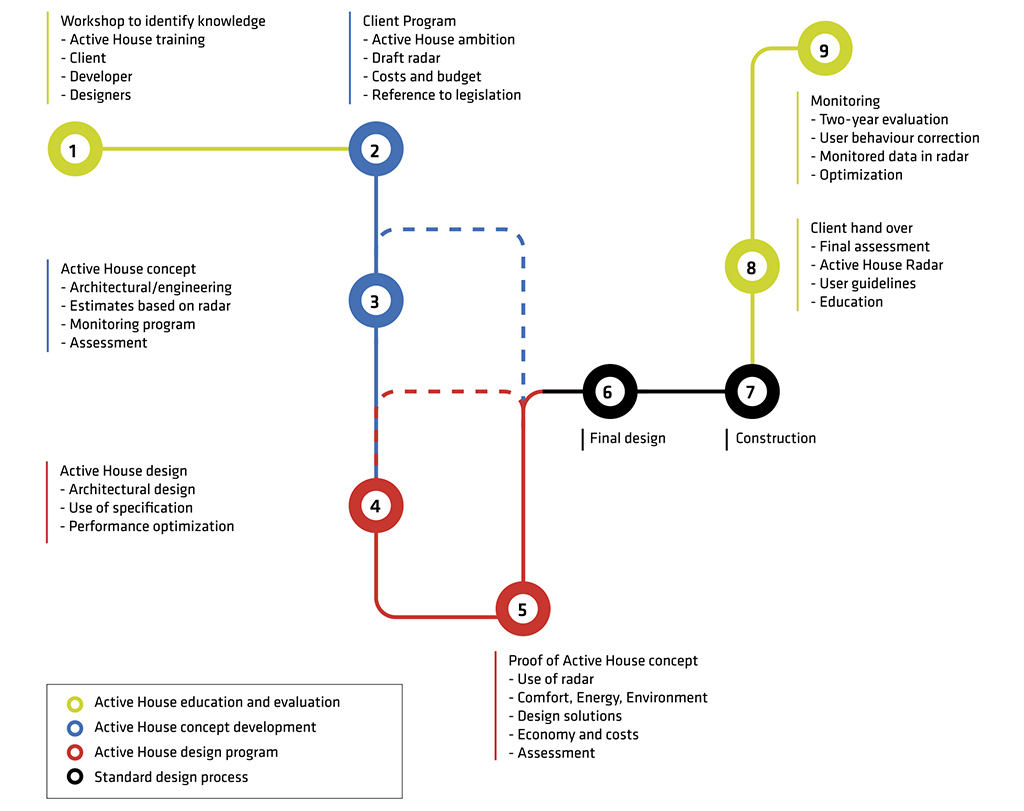 Workshop to identify knowledge
- Active House training
- Client
- Developer
- Designers
Client Program
- Active House ambition
- Draft radar
- Costs and budget
- Reference to legislation
1
2
9
Monitoring
- Two-year evaluation
- User behaviour correction
- Monitored data in radar
- Optimization
Active House concept
- Architectural/engineering
- Estimates based on radar
- Monitoring program
- Assessment
3
8
Client hand over
- Final assessment
- Active House Radar
- User guidelines
- Education
6
7
Final design
Construction
Active House design
- Architectural design
- Use of specification
- Performance optimization
4
5
Proof of Active House concept
- Use of radar
- Comfort, Energy, Environment
- Design solutions
- Economy and costs
- Assessment
Active House education and evaluation
Active House concept development
Active House design program
Standard design process